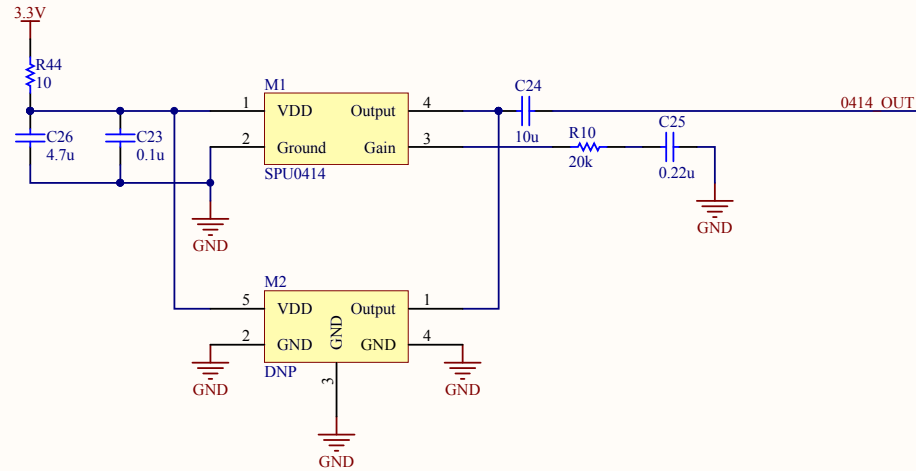 3.3V
R44
10
C26
4.7u
C23
0.1u
M1
1
VDD
Output
4
2
Ground
Gain
3
SPU0414
GND
C24
10u
0414_OUT
R10
20k
C25
0.22u
GND
M2
5
VDD
Output
1
2
GND
GND
GND
4
DNP
3
GND
GND
GND